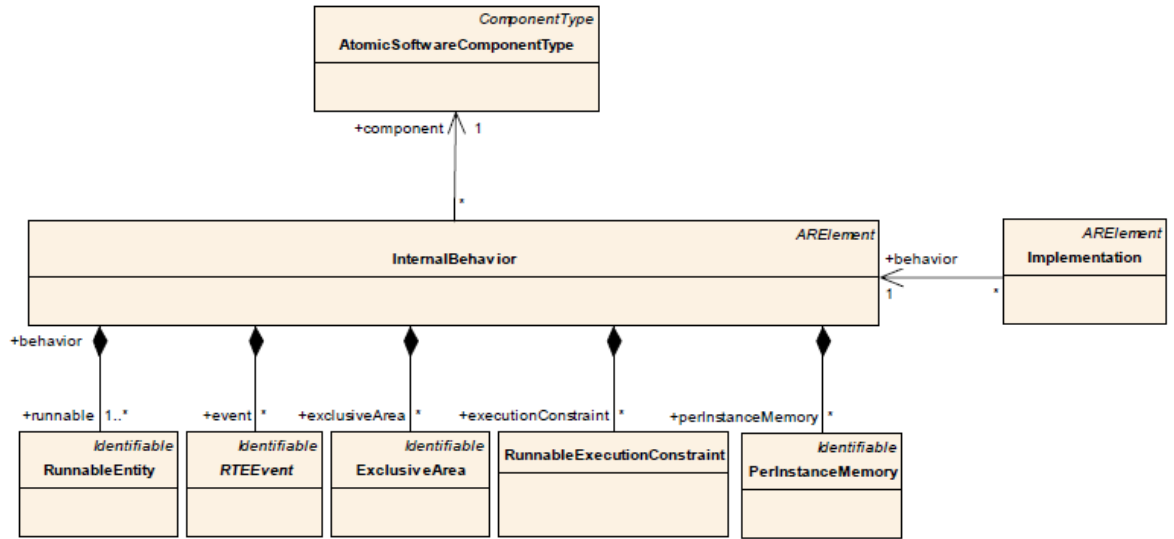 ComponentType
AtomicSoftwareComponentType
+component 1
*
ARElement
InternalBehavior
ARElement
Implementation
+behavior
1 *
+behavior
+runnable 1..* +event * +exclusiveArea * +executionConstraint * +perInstanceMemory *
Identifiable
RunnableEntity
Identifiable
RTEEvent
Identifiable
ExclusiveArea
RunnableExecutionConstraint
Identifiable
PerInstanceMemory